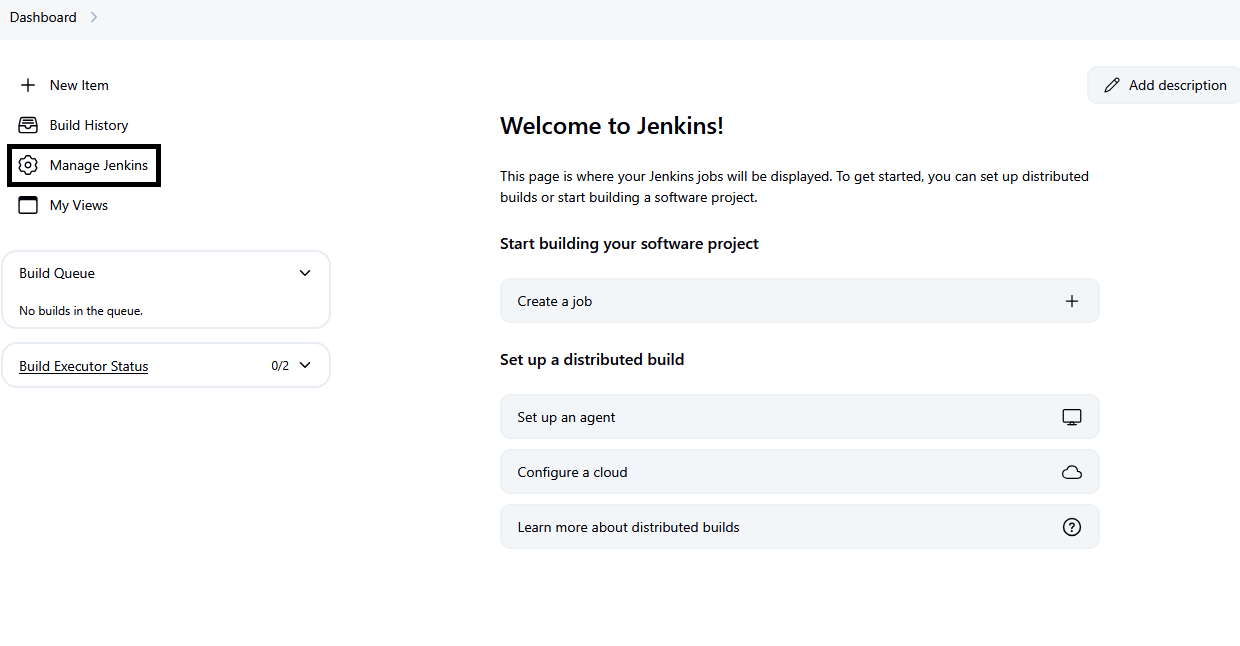 Dashboard
New Item
Build History
Manage Jenkins
My Views
Build Queue
No builds in the queue.
Build Executor Status 0/2
Add description
Welcome to Jenkins!
This page is where your Jenkins jobs will be displayed. To get started, you can set up distributed
builds or start building a software project.
Start building your software project
Create a job
Set up a distributed build
Set up an agent
Configure a cloud
Learn more about distributed builds